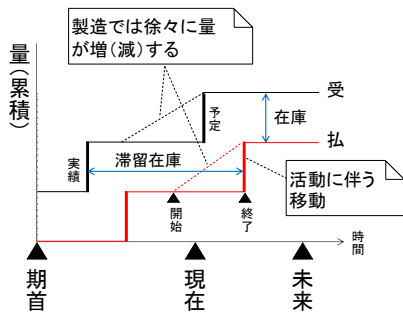 製造では徐々に量
が増(減)する
量(累積)
受
予定
在庫
払
実績
滞留在庫
活動に伴う
移動
開始
終了
時間
期首
現在
未来